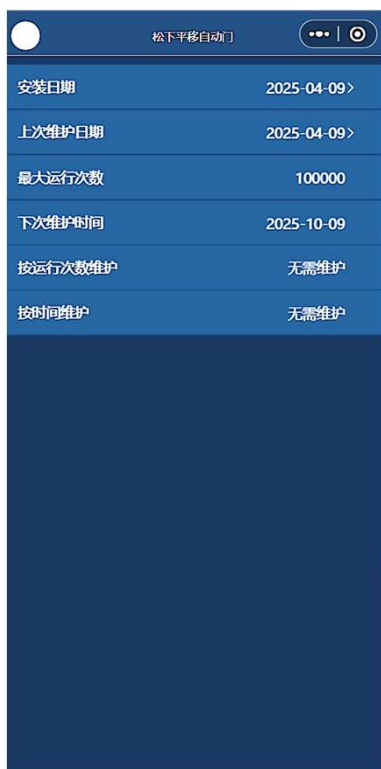 松下平移自动门
安装日期 2025-04-09>
上次维护日期 2025-04-09>
最大运行次数 100000
下次维护时间 2025-10-09
按运行次数维护 无需维护
按时间维护 无需维护